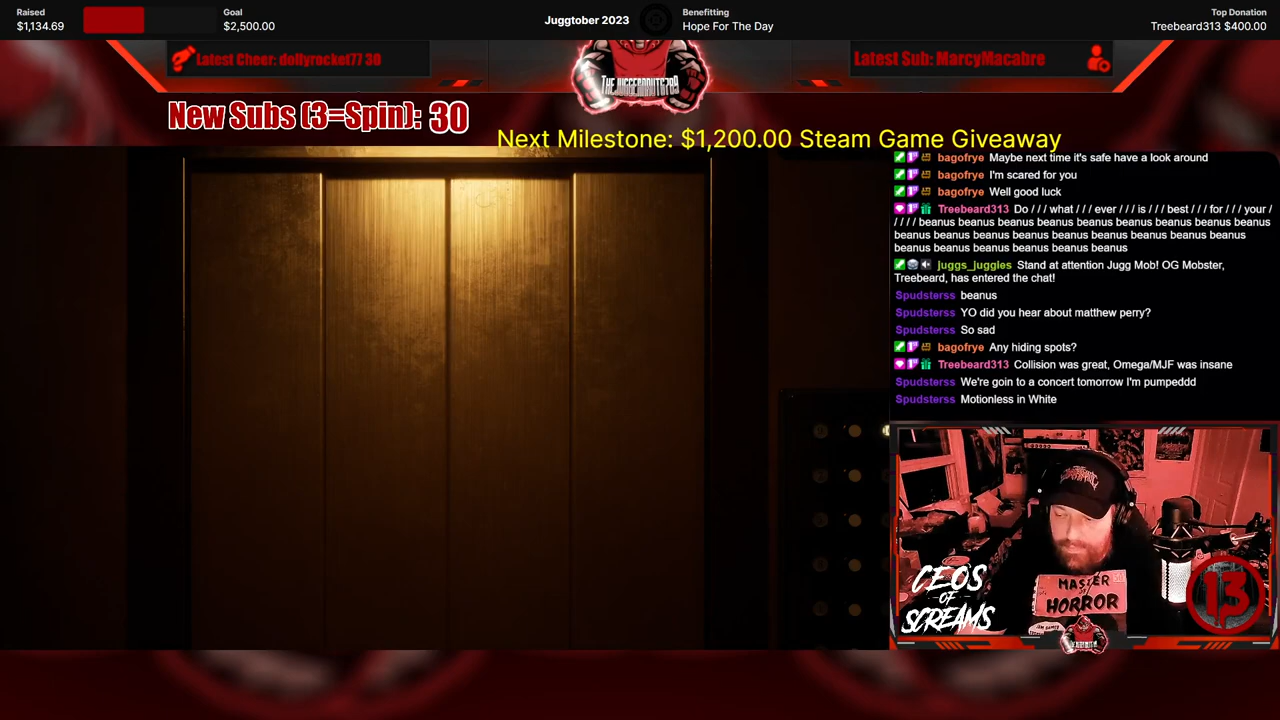 Raised
$1,134.69
Goal
$2,500.00
Juggtober 2023
Benefitting
Hope For The Day
Top Donation
Treebeard313 $400.00
Latest Cheer: dollyrocket77 30
THEJUGGERNAUT6789
Latest Sub: MarcyMacabre
New Subs (3=Spin): 30
Next Milestone: $1,200.00 Steam Game Giveaway
bagofrye Maybe next time it's safe have a look around
bagofrye I'm scared for you
bagofrye Well good luck
Treebeard313 Do / / / what / / / ever / / / is / / / best / / / for / / / your /
/ / / / beanus beanus beanus beanus beanus beanus beanus beanus
beanus beanus beanus beanus beanus beanus beanus beanus
beanus beanus beanus beanus beanus beanus
juggs_juggles Stand at attention Jugg Mob! OG Mobster,
Treebeard, has entered the chat!
Spudsterss beanus
Spudsterss YO did you hear about matthew perry?
Spudsterss So sad
bagofrye Any hiding spots?
Treebeard313 Collision was great, Omega/MJF was insane
Spudsterss We're goin to a concert tomorrow I'm pumpeddd
Spudsterss Motionless in White
CEOS
OF
SCREAMS
MASTER
OF
HORROR
13